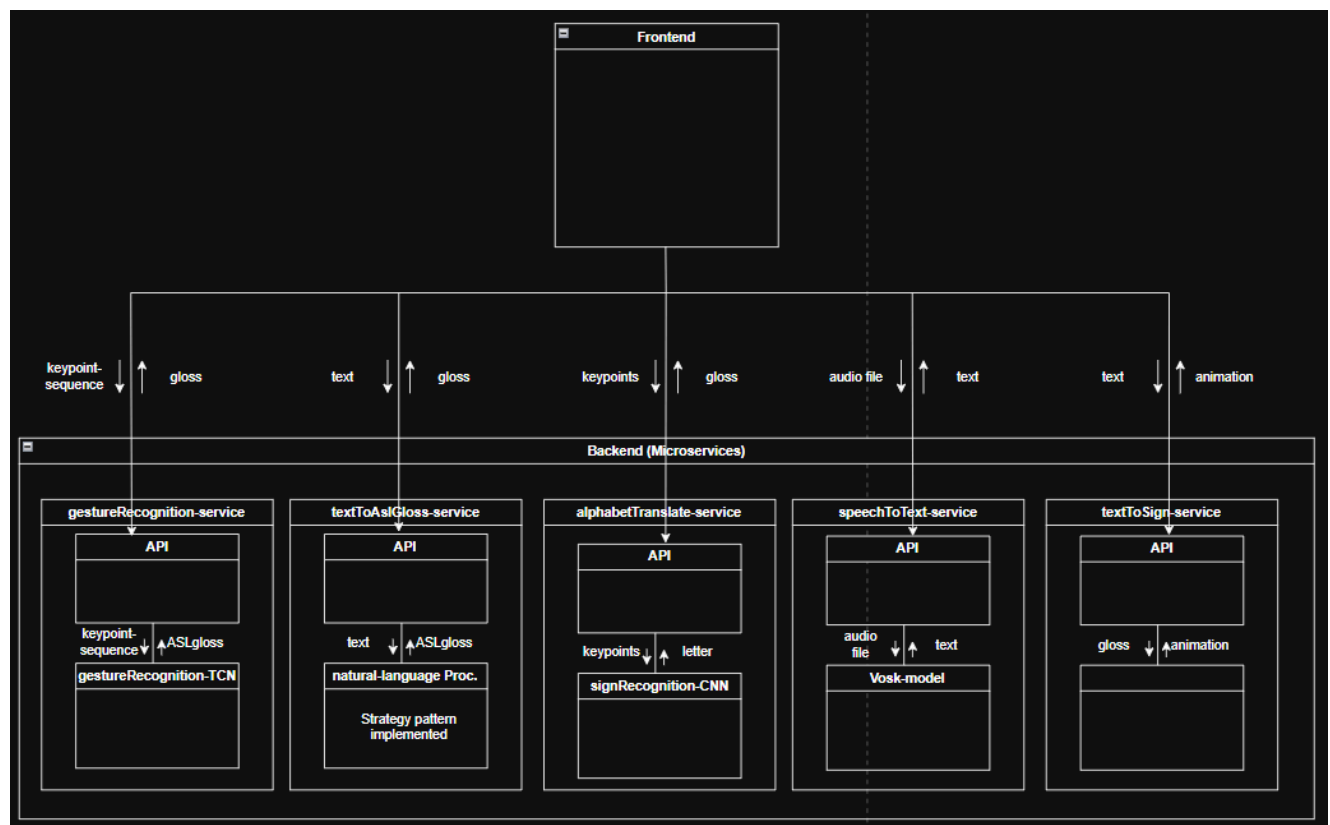 Frontend
keypoint-
sequence
gloss
text
gloss
keypoints
gloss
audio file
text
text
animation
Backend (Microservices)
gestureRecognition-service
textToAslGloss-service
alphabetTranslate-service
speechToText-service
textToSign-service
API
API
API
API
API
keypoint-
sequence
ASLgloss
text
ASLgloss
keypoints
letter
audio
file
text
gloss
animation
gestureRecognition-TCN
natural-language Proc.
signRecognition-CNN
Vosk-model
Strategy pattern
implemented